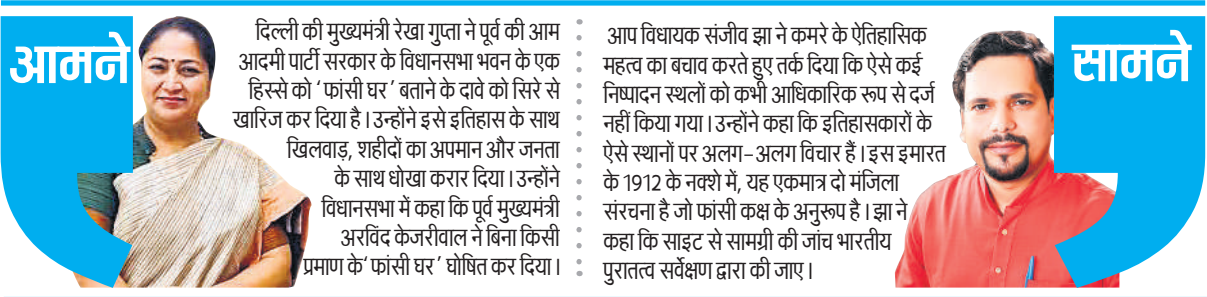 आमने
दिल्ली की मुख्यमंत्री रेखा गुप्ता ने पूर्व की आम
आदमी पार्टी सरकार के विधानसभा भवन के एक
हिस्से को ‘फांसी घर’ बताने के दावे को सिरे से
खारिज कर दिया है। उन्होंने इसे इतिहास के साथ
खिलवाड़, शहीदों का अपमान और जनता
के साथ धोखा करार दिया। उन्होंने
विधानसभा में कहा कि पूर्व मुख्यमंत्री
अरविंद केजरीवाल ने बिना किसी
प्रमाण के ‘फांसी घर’ घोषित कर दिया।
आप विधायक संजीव झा ने कमरे के ऐतिहासिक
महत्व का बचाव करते हुए तर्क दिया कि ऐसे कई
निष्पादन स्थलों को कभी आधिकारिक रूप से दर्ज
नहीं किया गया। उन्होंने कहा कि इतिहासकारों के
ऐसे स्थानों पर अलग-अलग विचार हैं। इस इमारत
के 1912 के नक्शे में, यह एकमात्र दो मंजिला
संरचना है जो फांसी कक्ष के अनुरूप है। झा ने
कहा कि साइट से सामग्री की जांच भारतीय
पुरातत्व सर्वेक्षण द्वारा की जाए।
सामने